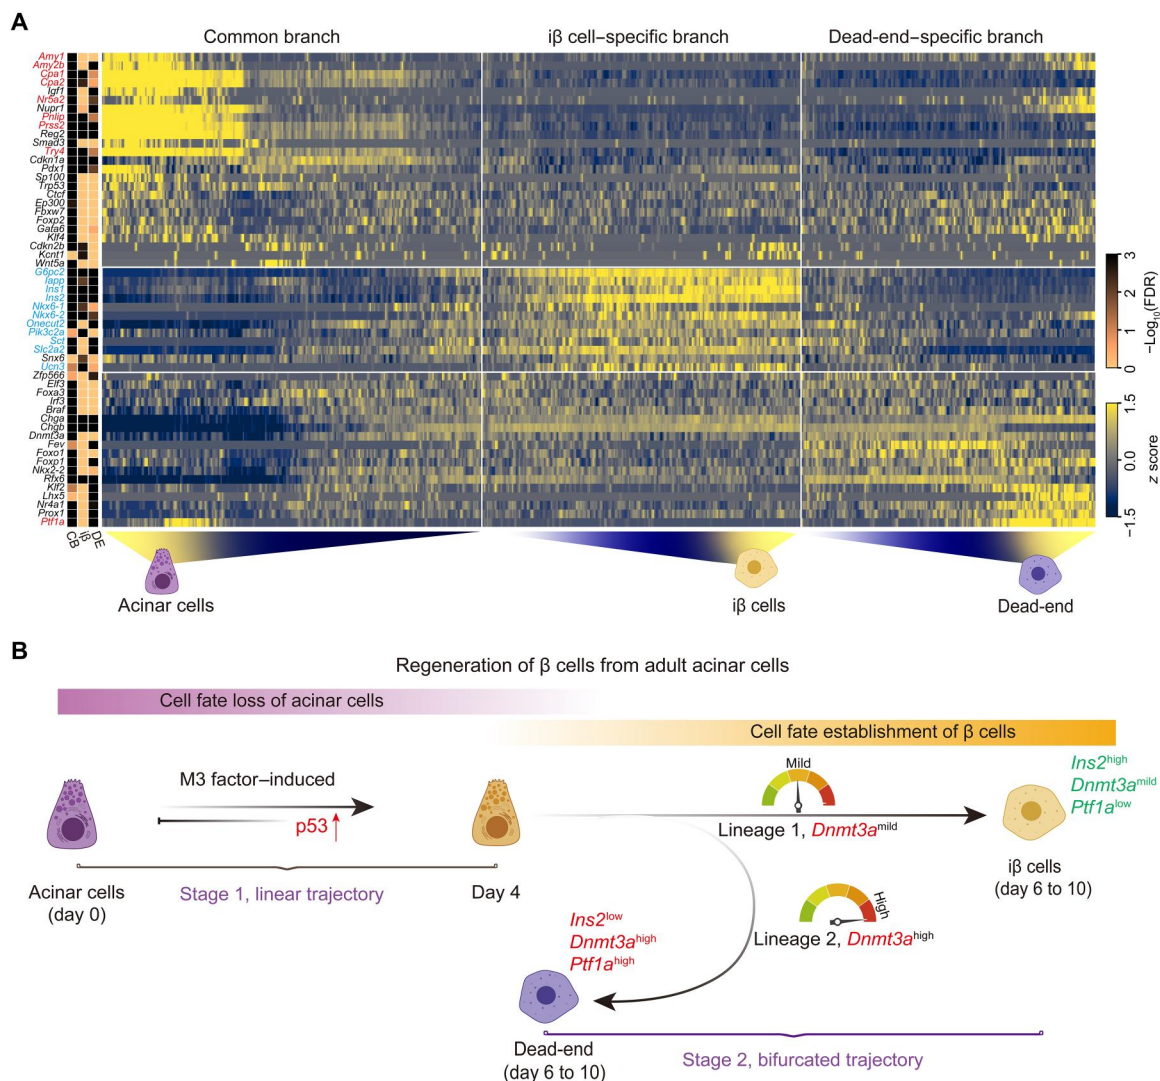 A
Common branch
iβ cell–specific branch
Dead-end–specific branch
Amy1
Amy2b
Cpa1
Cpa2
Igf1
Nr5a2
Nupr1
Pnlip
Prss2
Reg2
Smad3
Try4
Cdkn1a
Pdx1
Sp100
Trp53
Ctcf
Ep300
Fbxw7
Foxp2
Gata6
Klf4
Cdkn2b
Kcnt1
Wnt5a
G6pc2
Iapp
Ins1
Ins2
Nkx6-1
Nkx6-2
Onecut2
Pik3c2a
Sct
Slc2a2
Snx6
Ucn3
Zfp566
Elf3
Foxa3
Irf3
Braf
Chga
Chgb
Dnmt3a
Fev
Foxo1
Foxp1
Nkx2-2
Rfx6
Klf2
Lhx5
Nr4a1
Prox1
Ptf1a
CB
iβ
DE
3
2
1
0
−Log10(FDR)
1.5
0.0
−1.5
z score
Acinar cells
iβ cells
Dead-end
B
Regeneration of β cells from adult acinar cells
Cell fate loss of acinar cells
Cell fate establishment of β cells
M3 factor–induced
p53
Mild
Lineage 1, Dnmt3amild
Ins2high
Dnmt3amild
Ptf1alow
Acinar cells
(day 0)
Stage 1, linear trajectory
Day 4
iβ cells
(day 6 to 10)
High
Lineage 2, Dnmt3ahigh
Ins2low
Dnmt3ahigh
Ptf1ahigh
Dead-end
(day 6 to 10)
Stage 2, bifurcated trajectory